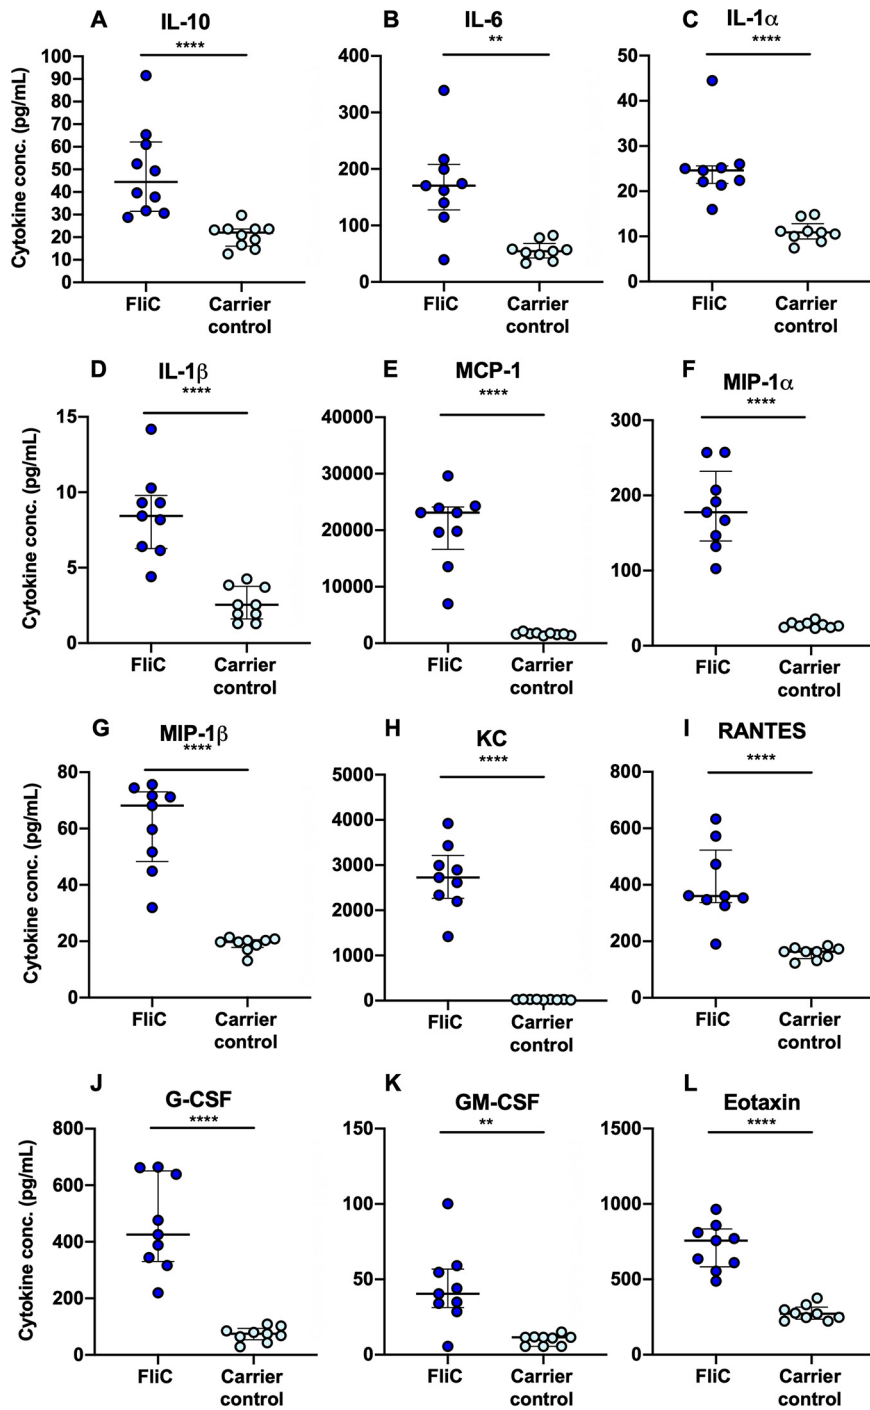 A IL-10
****
Cytokine conc. (pg/mL)
100
90
80
70
60
50
40
30
20
10
0
FliC
Carrier
control
B IL-6
**
400
300
200
100
0
FliC
Carrier
control
C IL-1α
****
50
40
30
20
10
0
FliC
Carrier
control
D IL-1β
****
Cytokine conc. (pg/mL)
15
10
5
0
FliC
Carrier
control
E MCP-1
****
40000
30000
20000
10000
0
FliC
Carrier
control
F MIP-1α
****
300
200
100
0
FliC
Carrier
control
G MIP-1β
****
Cytokine conc. (pg/mL)
80
60
40
20
0
FliC
Carrier
control
H KC
****
5000
4000
3000
2000
1000
0
FliC
Carrier
control
I RANTES
****
800
600
400
200
0
FliC
Carrier
control
J G-CSF
****
Cytokine conc. (pg/mL)
800
600
400
200
0
FliC
Carrier
control
K GM-CSF
**
150
100
50
0
FliC
Carrier
control
L Eotaxin
****
1500
1000
500
0
FliC
Carrier
control